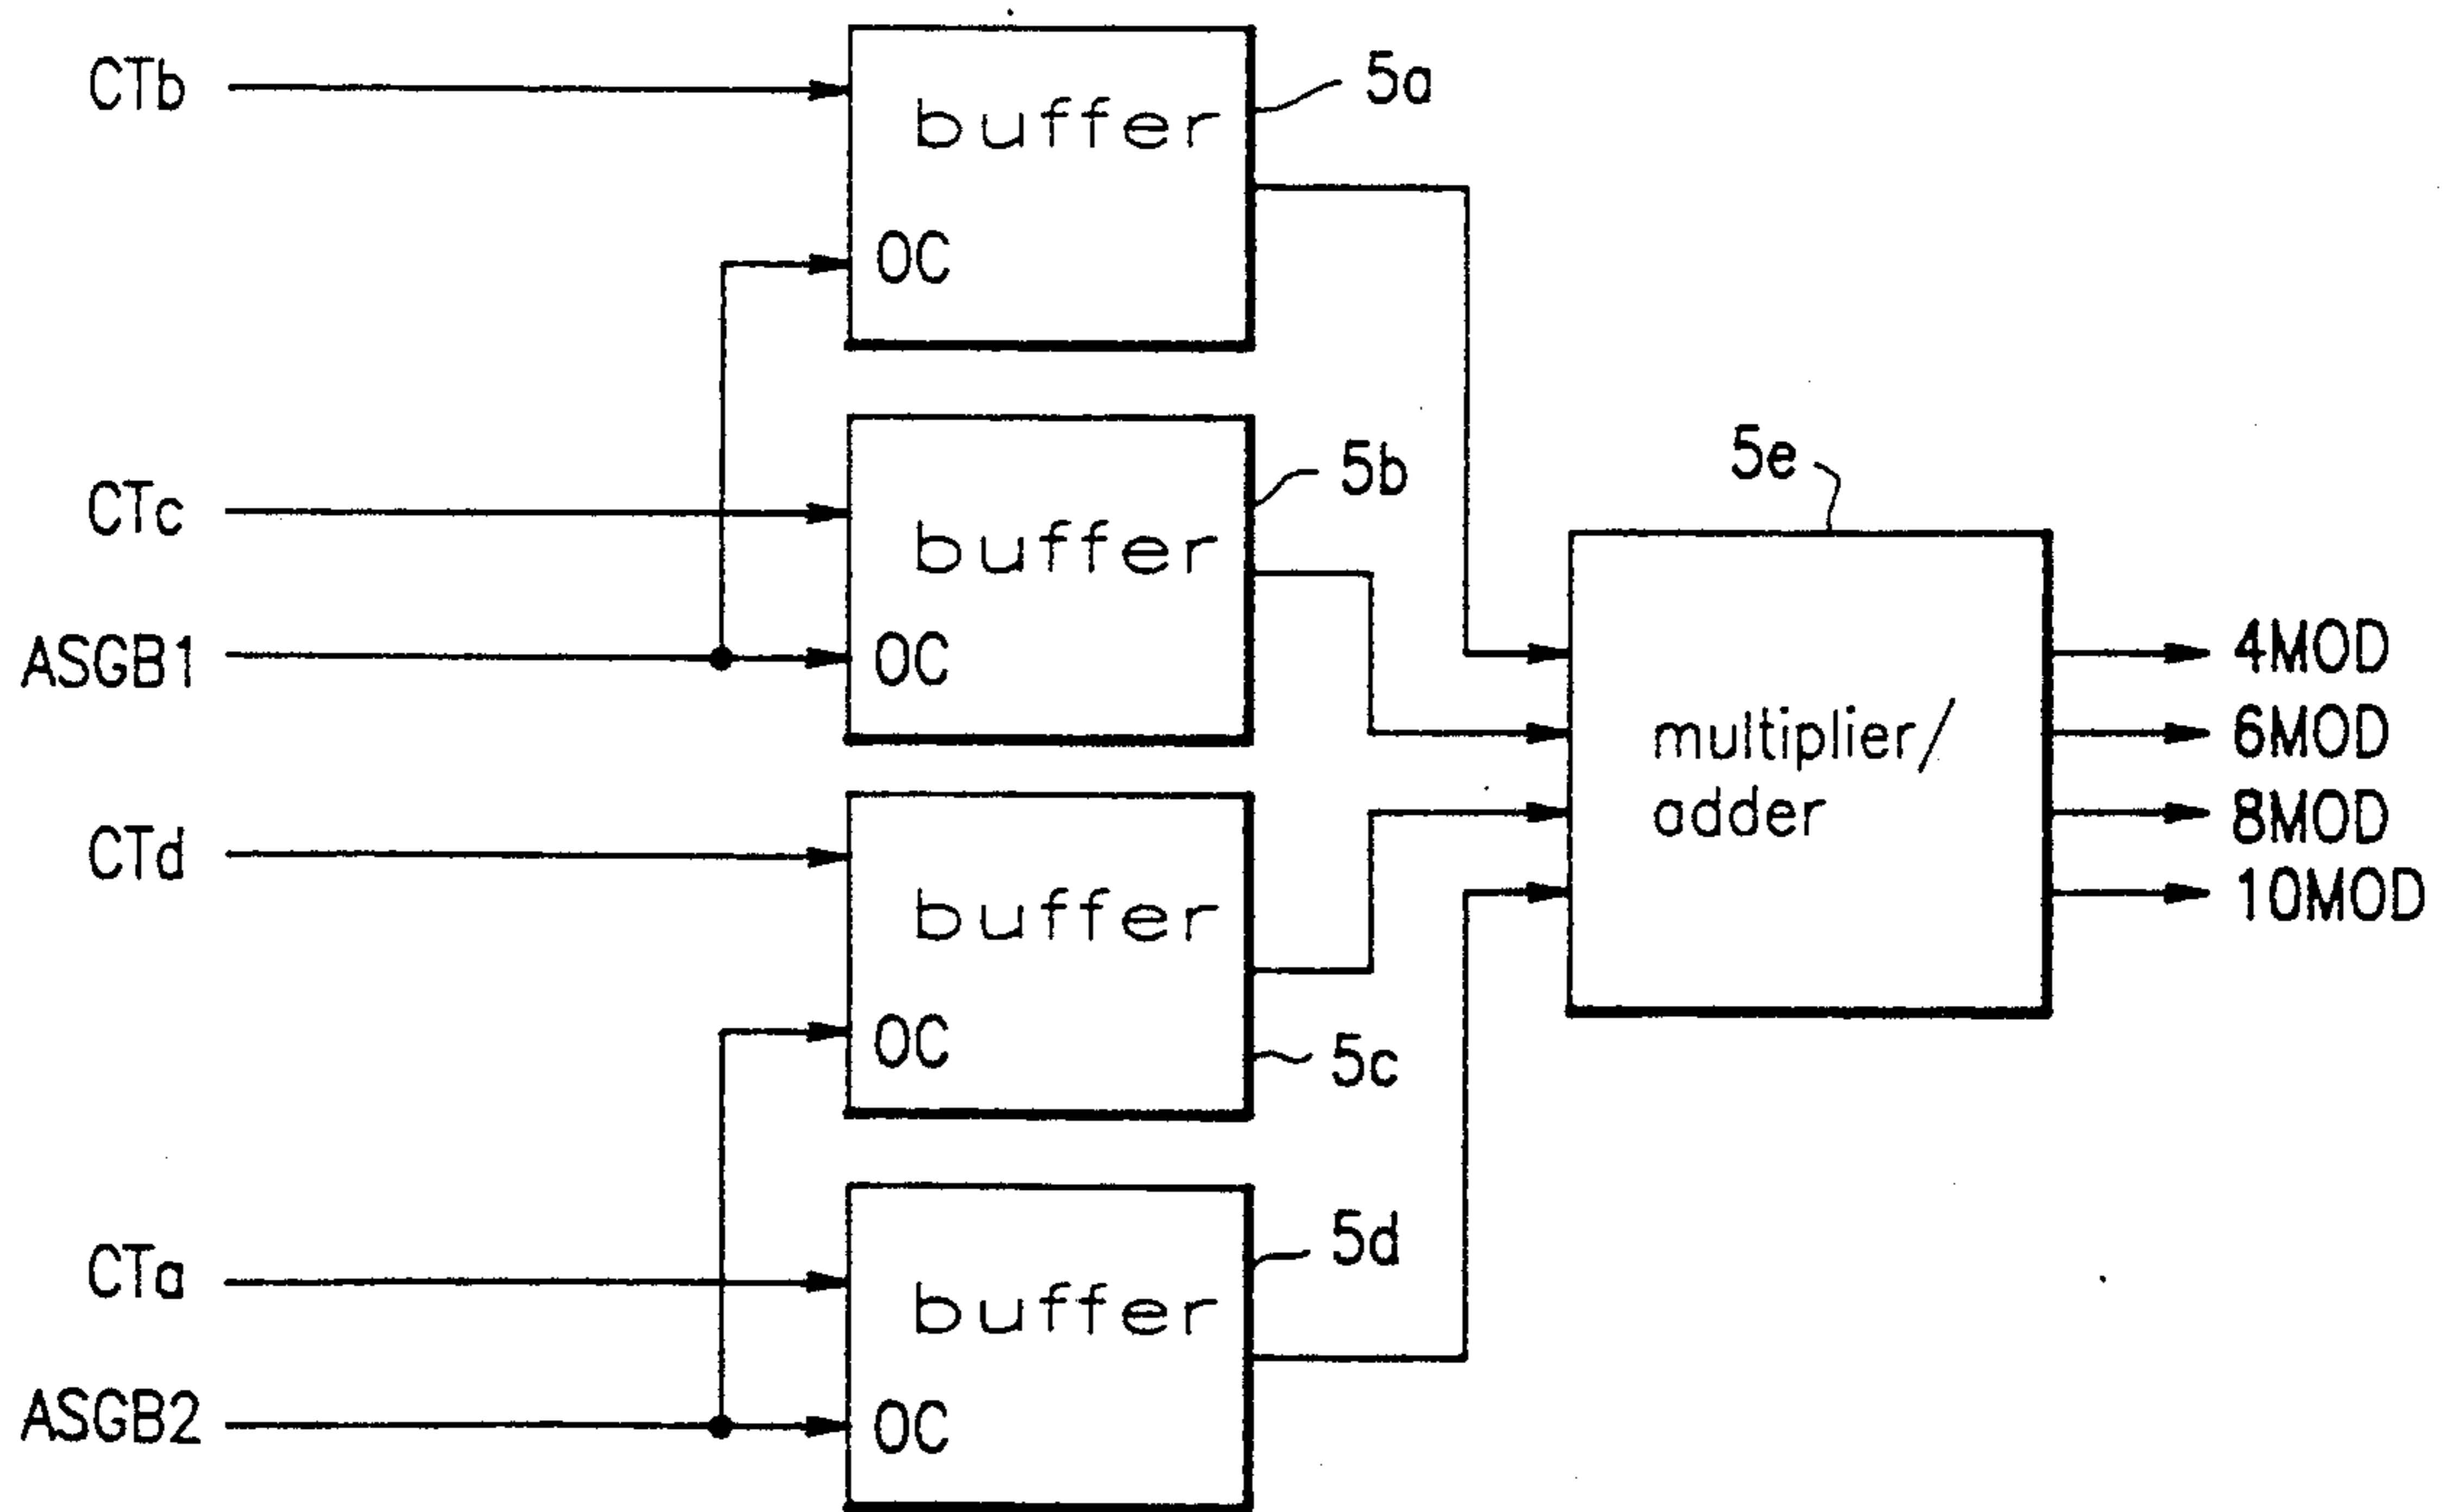 CTb
buffer
5a
OC
CTc
buffer
5b
ASGB1
OC
5e
multiplier/
adder
4MOD
6MOD
8MOD
10MOD
CTd
buffer
OC
5c
CTa
buffer
5d
ASGB2
OC